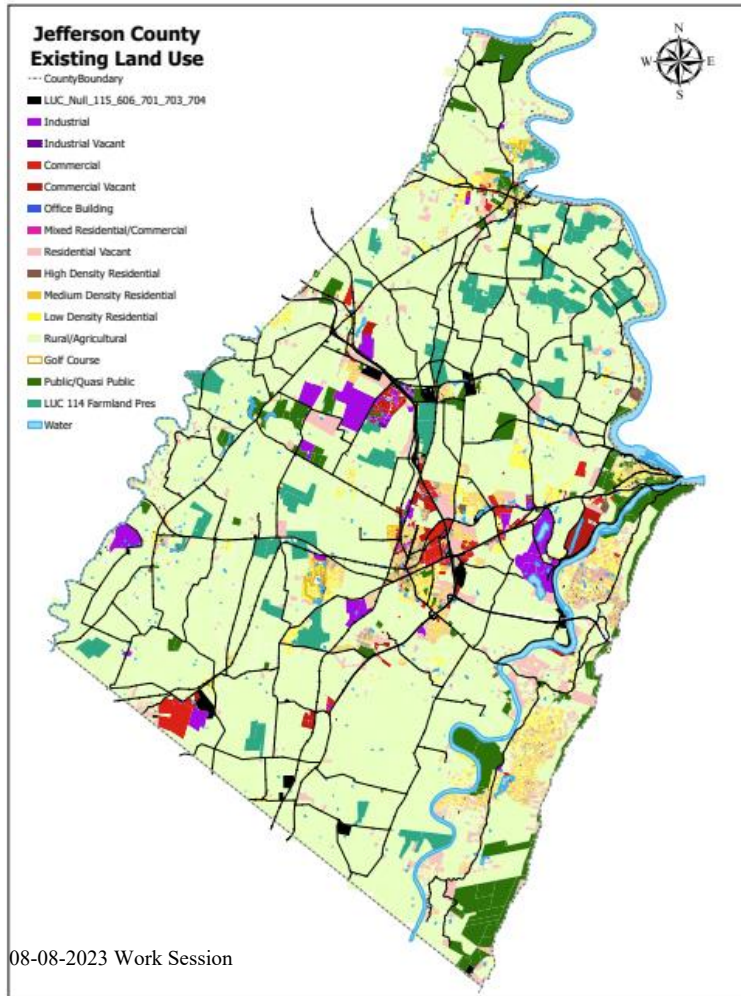 Jefferson County
Existing Land Use
CountyBoundary
LUC_Null_115_606_701_703_704
Industrial
Industrial Vacant
Commercial
Commercial Vacant
Office Building
Mixed Residential/Commercial
Residential Vacant
High Density Residential
Medium Density Residential
Low Density Residential
Rural/Agricultural
Golf Course
Public/Quasi Public
LUC 114 Farmland Pres
Water
N
W E
S
08-08-2023 Work Session